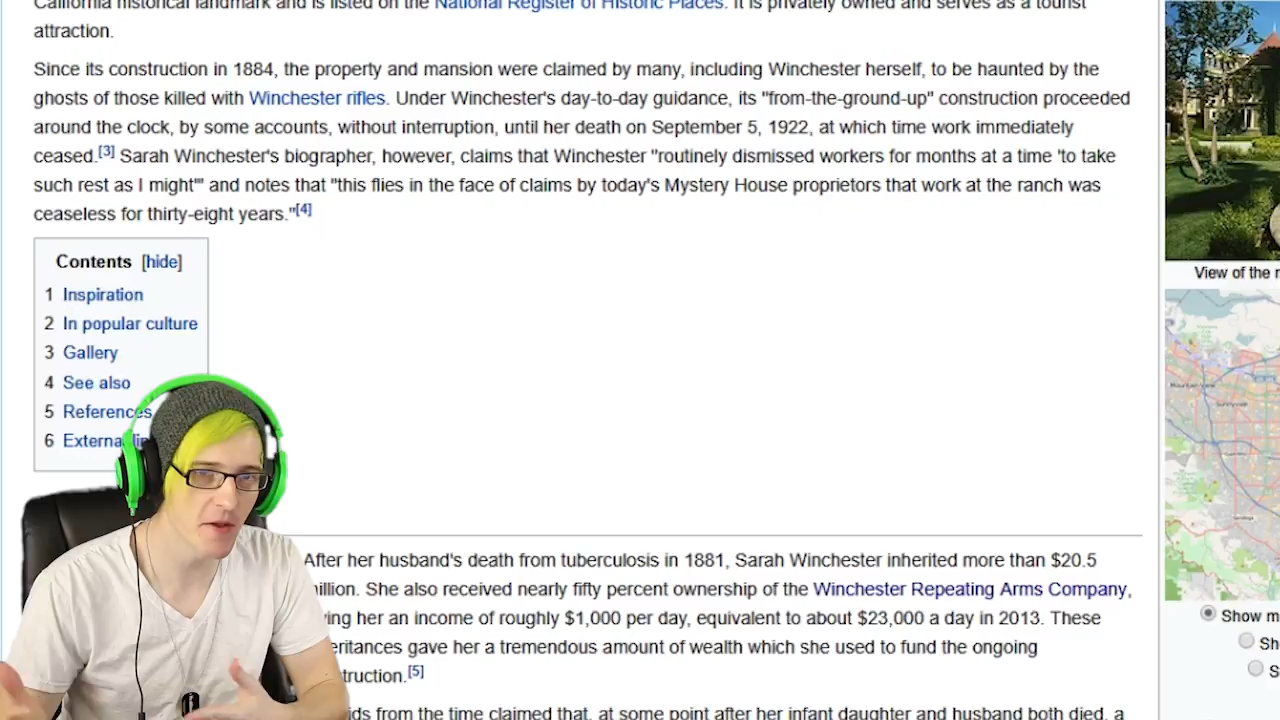 California historical landmark and is listed on the National Register of Historic Places. It is privately owned and serves as a tourist
attraction.
Since its construction in 1884, the property and mansion were claimed by many, including Winchester herself, to be haunted by the
ghosts of those killed with Winchester rifles. Under Winchester's day-to-day guidance, its "from-the-ground-up" construction proceeded
around the clock, by some accounts, without interruption, until her death on September 5, 1922, at which time work immediately
ceased.[3] Sarah Winchester's biographer, however, claims that Winchester "routinely dismissed workers for months at a time 'to take
such rest as I might'" and notes that "this flies in the face of claims by today's Mystery House proprietors that work at the ranch was
ceaseless for thirty-eight years."[4]
Contents [hide]
1 Inspiration
2 In popular culture
3 Gallery
4 See also
5 References
6 External
After her husband's death from tuberculosis in 1881, Sarah Winchester inherited more than $20.5
million. She also received nearly fifty percent ownership of the Winchester Repeating Arms Company,
her an income of roughly $1,000 per day, equivalent to about $23,000 a day in 2013. These
inheritances gave her a tremendous amount of wealth which she used to fund the ongoing
construction.[5]
from the time claimed that, at some point after her infant daughter and husband both died, a
View of the
Mountain View
Sunnyvale
Show